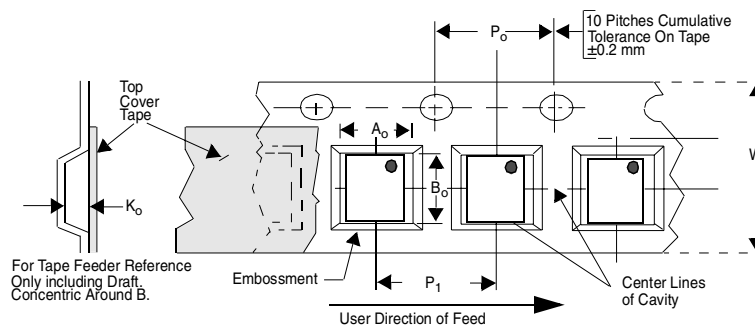 10 Pitches Cumulative
Tolerance On Tape
±0.2 mm
Po
Top
Cover
Tape
Ao
W
Bo
Ko
For Tape Feeder Reference
Only including Draft.
Concentric Around B.
Embossment
P1
Center Lines
of Cavity
User Direction of Feed